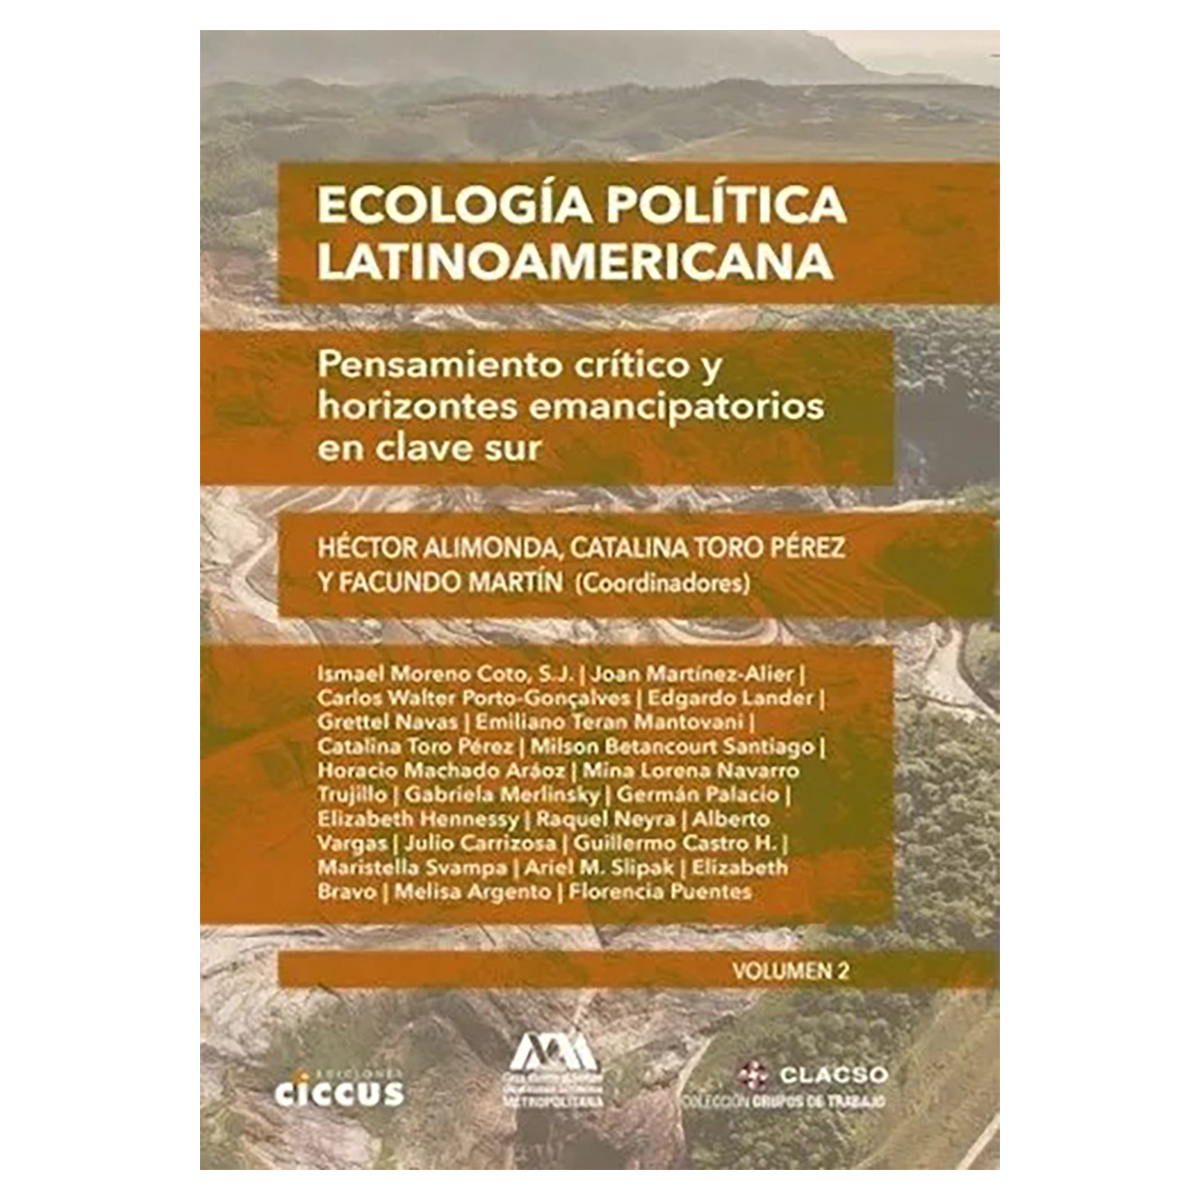 ECOLOGÍA POLÍTICA
LATINOAMERICANA
Pensamiento crítico y
horizontes emancipatorios
en clave sur
HÉCTOR ALIMONDA, CATALINA TORO PÉREZ
Y FACUNDO MARTÍN (Coordinadores)
Ismael Moreno Coto, S.J. | Joan Martínez-Alier |
Carlos Walter Porto-Gonçalves | Edgardo Lander |
Grettel Navas | Emiliano Teran Mantovani |
Catalina Toro Pérez | Milson Betancourt Santiago |
Horacio Machado Aráoz | Mina Lorena Navarro
Trujillo | Gabriela Merlinsky | Germán Palacio |
Elizabeth Hennessy | Raquel Neyra | Alberto
Vargas | Julio Carrizosa | Guillermo Castro H. |
Maristella Svampa | Ariel M. Slipak | Elizabeth
Bravo | Melisa Argento | Florencia Puentes
VOLUMEN 2
EDICIONES
CICCUS
METROPOLITANA
CLACSO
COLECCIÓN GRUPOS DE TRABAJO